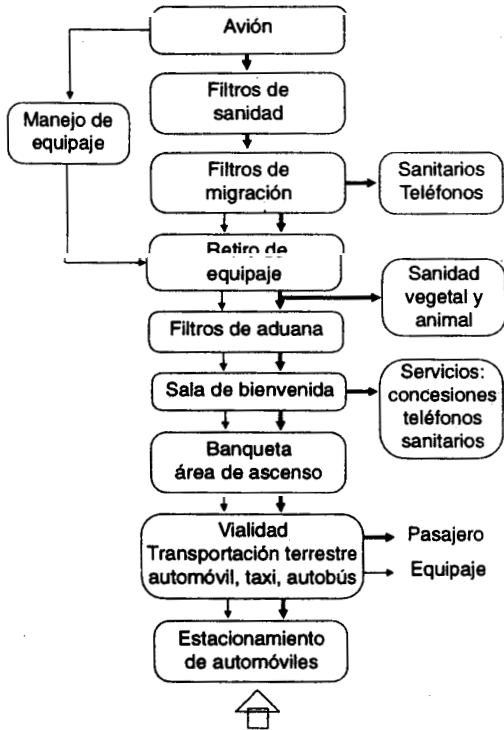 Avión
Filtros de
sanidad
Manejo de
equipaje
Filtros de
migración
Sanitarios
Teléfonos
Retiro de
equipaje
Sanidad
vegetal y
animal
Filtros de aduana
Sala de bienvenida
Servicios:
concesiones
teléfonos
sanitarios
Banqueta
área de ascenso
Vialidad
Transportación terrestre
automóvil, taxi, autobús
Pasajero
Equipaje
Estacionamiento
de automóviles